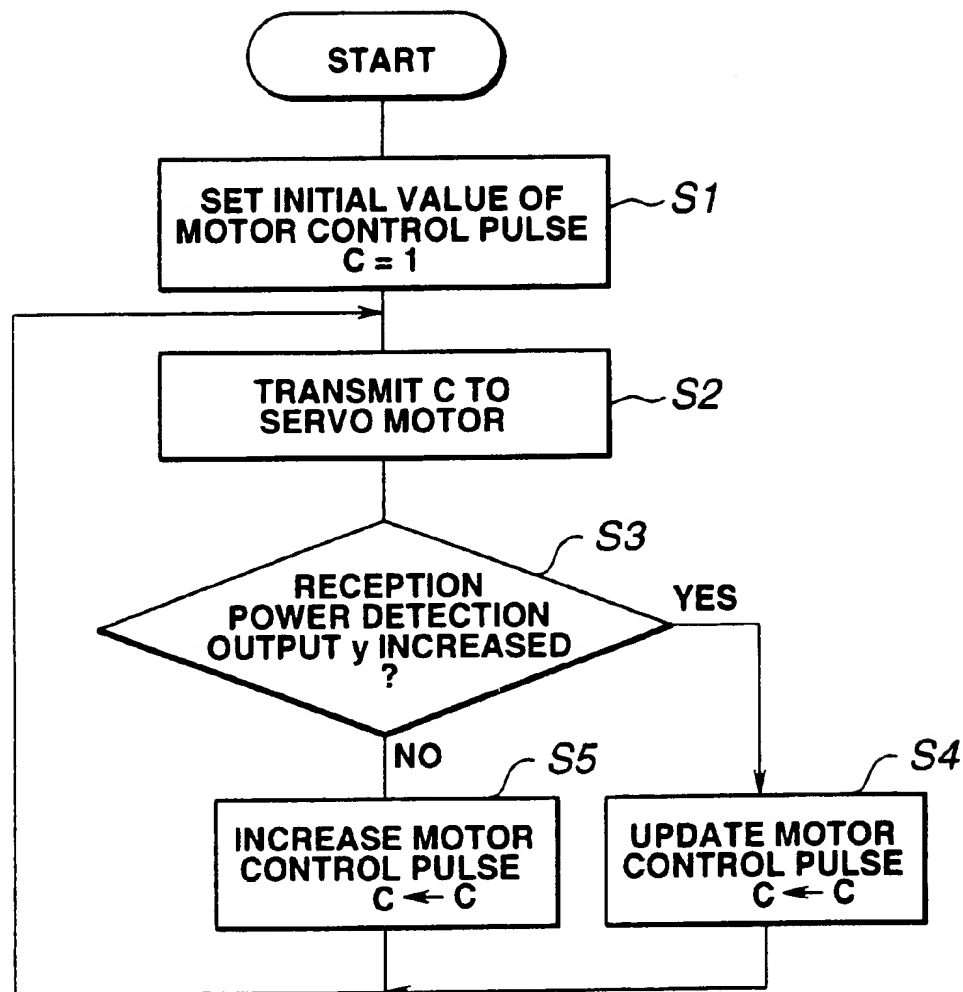 START
SET INITIAL VALUE OF
MOTOR CONTROL PULSE
C = 1
S1
TRANSMIT C TO
SERVO MOTOR
S2
RECEPTION
POWER DETECTION
OUTPUT y INCREASED
?
S3
YES
NO
S5
INCREASE MOTOR
CONTROL PULSE
C ← C
S4
UPDATE MOTOR
CONTROL PULSE
C ← C